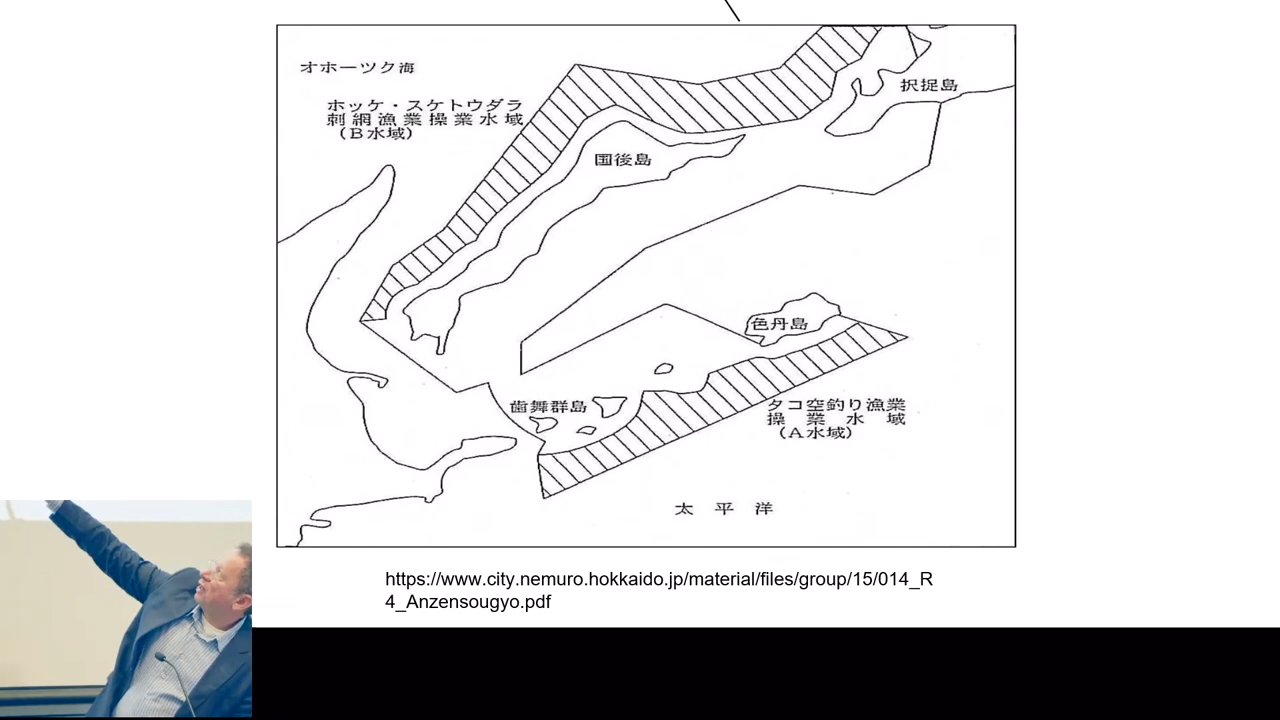 オホーツク海
ホッケ・スケトウダラ
刺網漁業操業水域
（B水域）
択捉島
国後島
色丹島
歯舞群島
タコ空釣り漁業
操業水域
（A水域）
太平洋
https://www.city.nemuro.hokkaido.jp/material/files/group/15/014_R
4_Anzensougyo.pdf